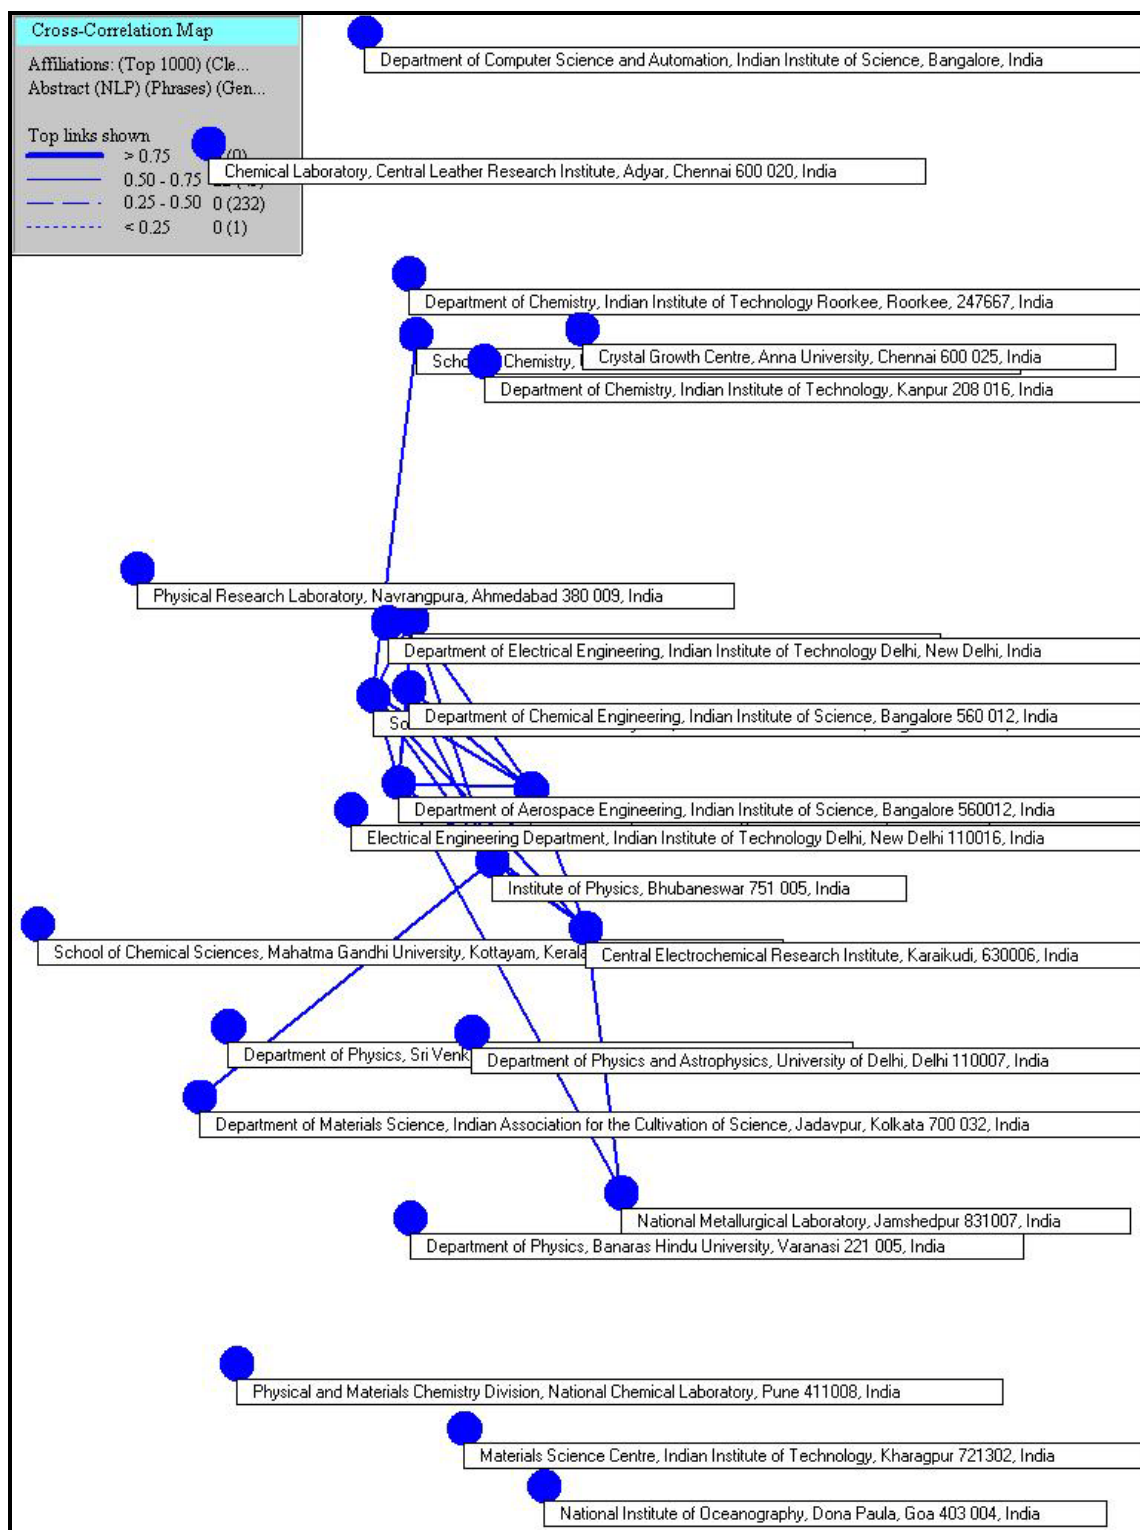 Cross-Correlation Map
Department of Computer Science and Automation, Indian Institute of Science, Bangalore, India
Affiliations: (Top 1000) (Cle...
Abstract (NLP) (Phrases) (Gen...
Top links shown
> 0.75 (0)
Chemical Laboratory, Central Leather Research Institute, Adyar, Chennai 600 020, India
0.50 - 0.75
0.25 - 0.50 0 (232)
< 0.25 0 (1)
Department of Chemistry, Indian Institute of Technology Roorkee, Roorkee, 247667, India
Chemistry,
Crystal Growth Centre, Anna University, Chennai 600 025, India
Department of Chemistry, Indian Institute of Technology, Kanpur 208 016, India
Physical Research Laboratory, Navrangpura, Ahmedabad 380 009, India
Department of Electrical Engineering, Indian Institute of Technology Delhi, New Delhi, India
Department of Chemical Engineering, Indian Institute of Science, Bangalore 560 012, India
Department of Aerospace Engineering, Indian Institute of Science, Bangalore 560012, India
Electrical Engineering Department, Indian Institute of Technology Delhi, New Delhi 110016, India
Institute of Physics, Bhubaneswar 751 005, India
School of Chemical Sciences, Mahatma Gandhi University, Kottayam, Kerala
Central Electrochemical Research Institute, Karaikudi, 630006, India
Department of Physics, Sri Venk
Department of Physics and Astrophysics, University of Delhi, Delhi 110007, India
Department of Materials Science, Indian Association for the Cultivation of Science, Jadavpur, Kolkata 700 032, India
National Metallurgical Laboratory, Jamshedpur 831007, India
Department of Physics, Banaras Hindu University, Varanasi 221 005, India
Physical and Materials Chemistry Division, National Chemical Laboratory, Pune 411008, India
Materials Science Centre, Indian Institute of Technology, Kharagpur 721302, India
National Institute of Oceanography, Dona Paula, Goa 403 004, India